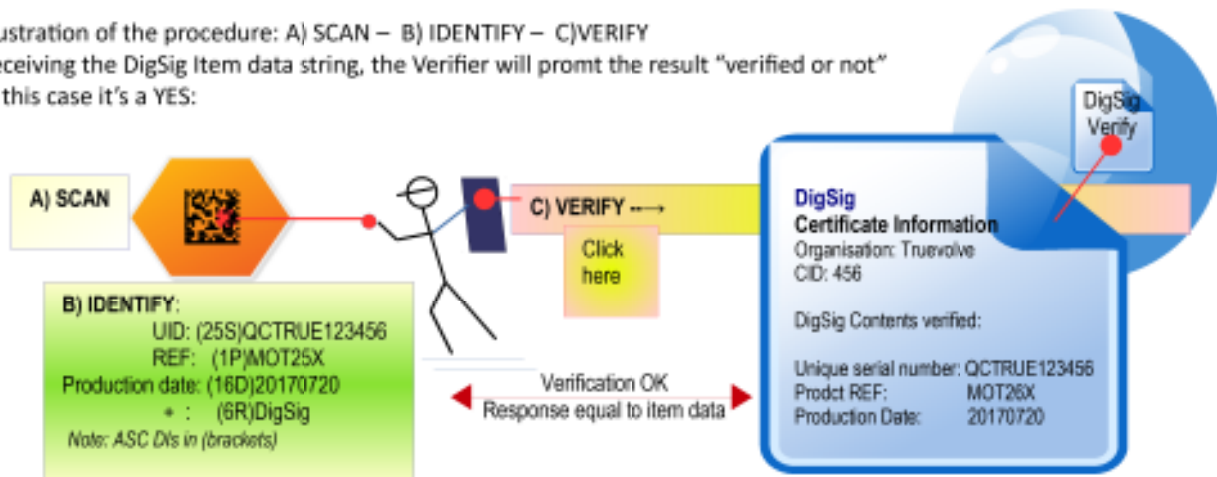 ustration of the procedure: A) SCAN – B) IDENTIFY – C)VERIFY
eceiving the DigSig Item data string, the Verifier will promt the result “verified or not”
this case it’s a YES:
DigSig
Verify
A) SCAN
C) VERIFY --→
Click
here
B) IDENTIFY:
UID: (25S)QCTRUE123456
REF: (1P)MOT25X
Production date: (16D)20170720
+ : (6R)DigSig
Note: ASC DIs in (brackets)
Verification OK
Response equal to item data
DigSig
Certificate Information
Organisation: Truevolve
CID: 456
DigSig Contents verified:
Unique serial number: QCTRUE123456
Prodct REF: MOT26X
Production Date: 20170720